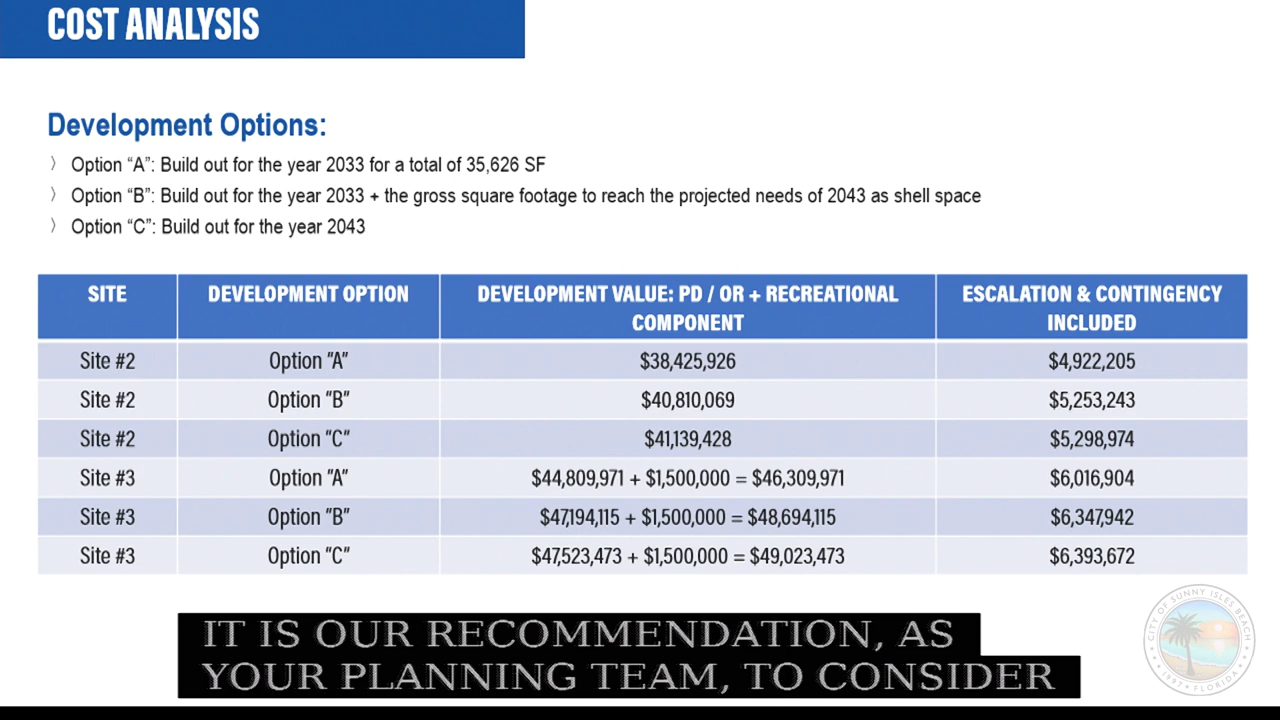 COST ANALYSIS
Development Options:
〉 Option “A”: Build out for the year 2033 for a total of 35,626 SF
〉 Option “B”: Build out for the year 2033 + the gross square footage to reach the projected needs of 2043 as shell space
〉 Option “C”: Build out for the year 2043
SITE DEVELOPMENT OPTION DEVELOPMENT VALUE: PD / OR + RECREATIONAL COMPONENT ESCALATION & CONTINGENCY INCLUDED
Site #2 Option "A" $38,425,926 $4,922,205
Site #2 Option "B" $40,810,069 $5,253,243
Site #2 Option "C" $41,139,428 $5,298,974
Site #3 Option "A" $44,809,971 + $1,500,000 = $46,309,971 $6,016,904
Site #3 Option "B" $47,194,115 + $1,500,000 = $48,694,115 $6,347,942
Site #3 Option "C" $47,523,473 + $1,500,000 = $49,023,473 $6,393,672
IT IS OUR RECOMMENDATION, AS
YOUR PLANNING TEAM, TO CONSIDER
CITY OF SUNNY ISLES BEACH
1997 • FLORIDA